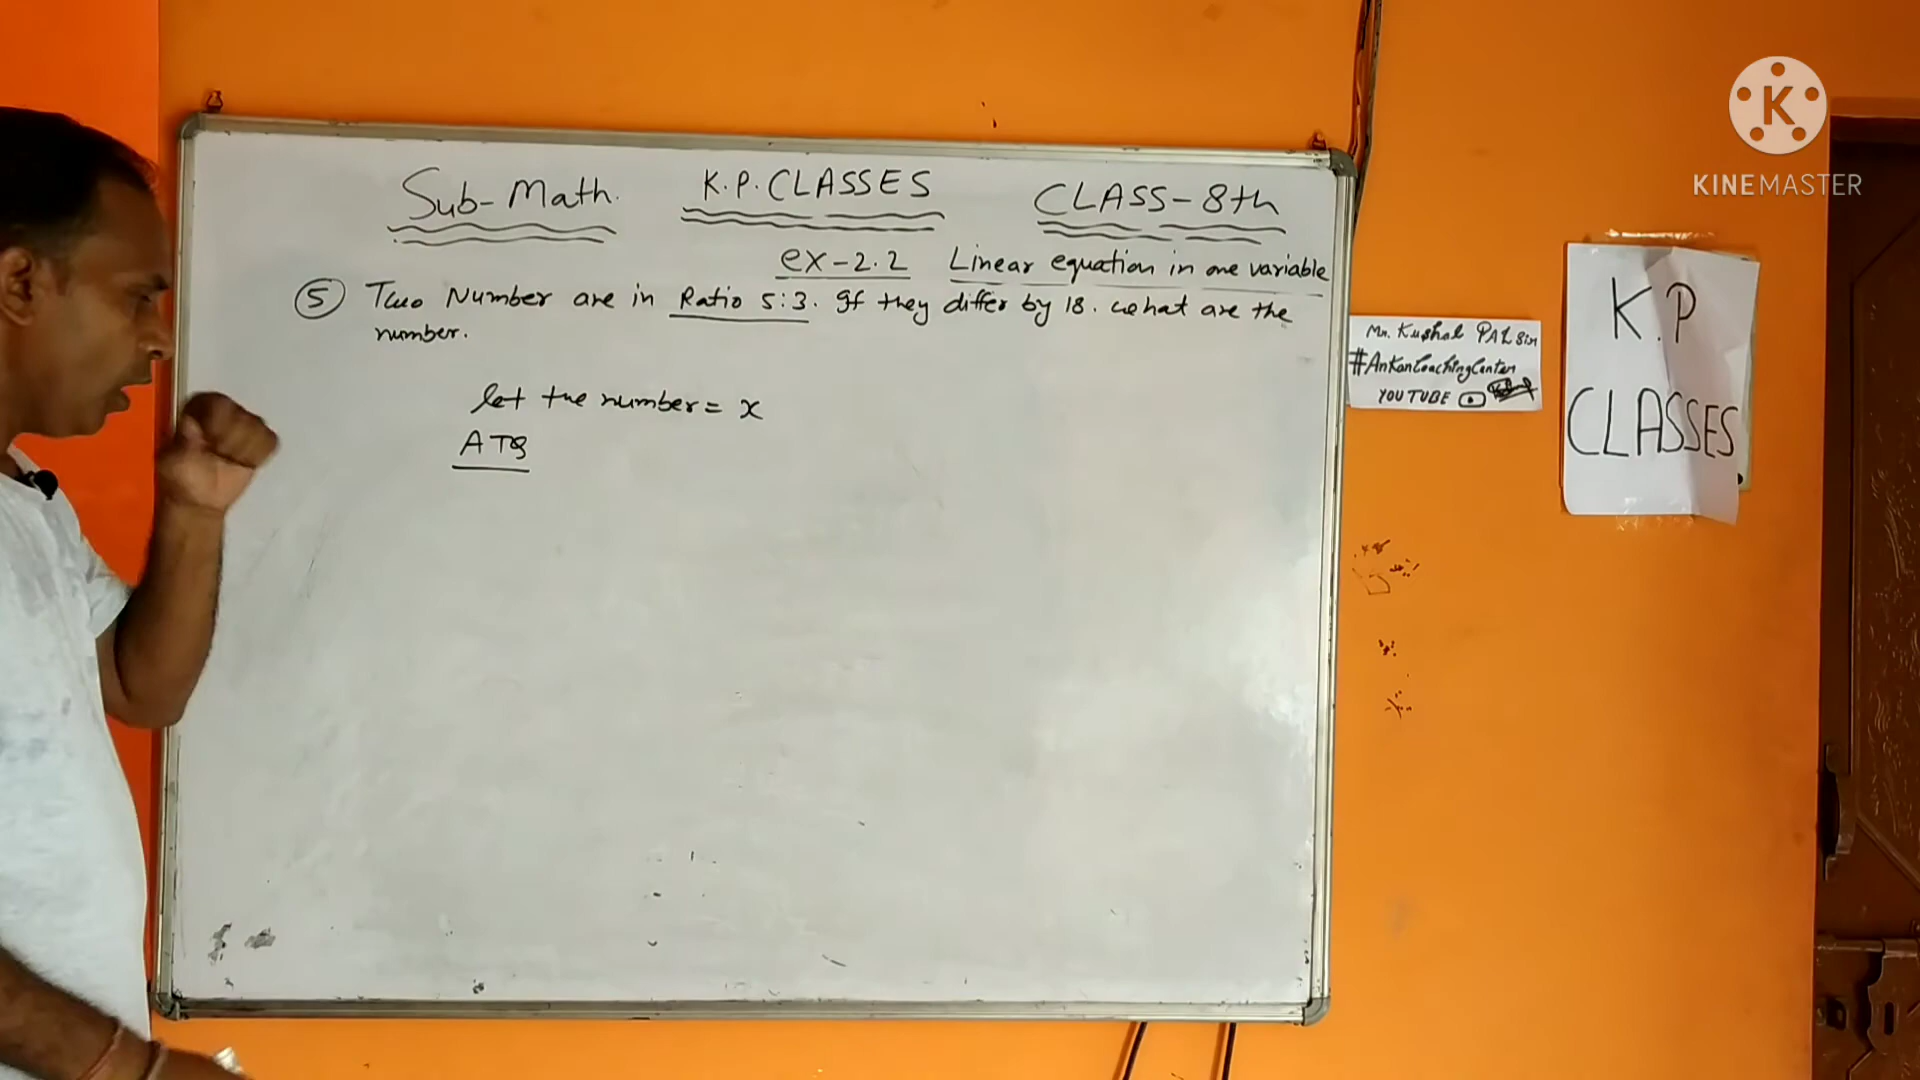 Sub-Math. K.P.CLASSES CLASS-8th
ex-2.2 Linear equation in one variable
5 Two Number are in Ratio 5:3. If they differ by 18. what are the
number.
let the number = x
ATQ
KINEMASTER
Mr. Kushal PAL Sir
#AnkanCoachingCenter
YOUTUBE
K.P
CLASSES